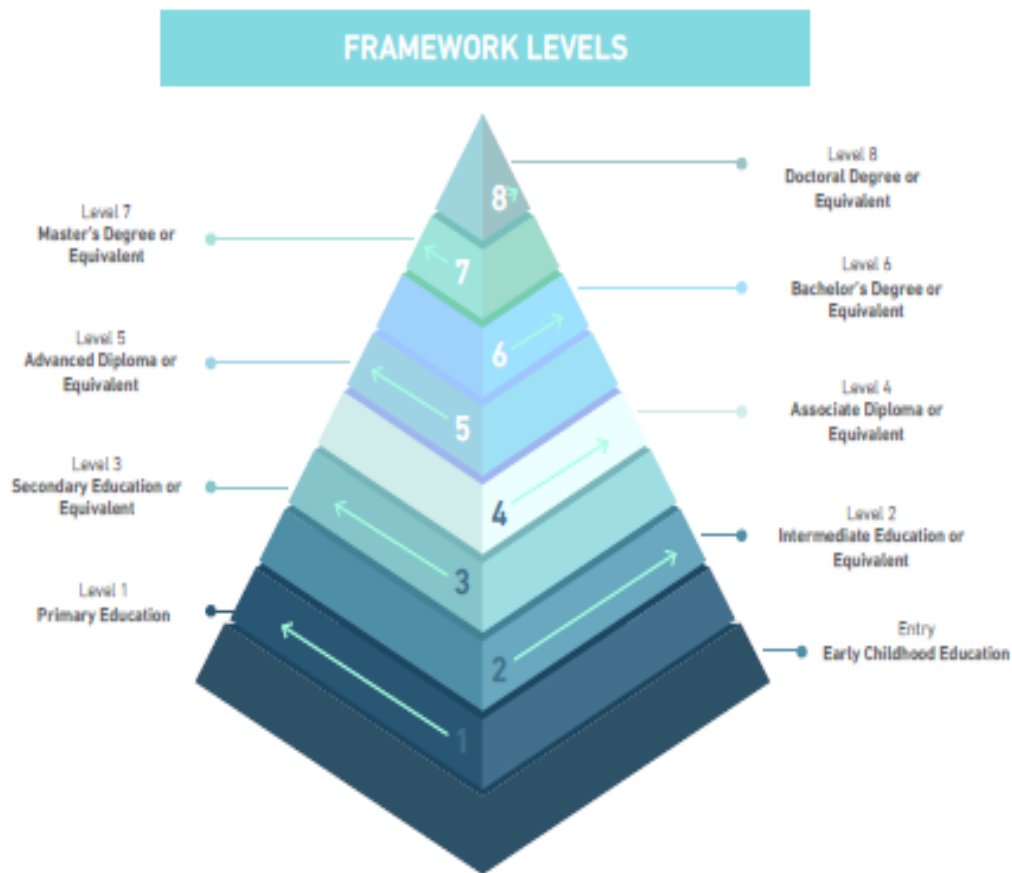 FRAMEWORK LEVELS
Level 8
Doctoral Degree or
Equivalent
Level 7
Master's Degree or
Equivalent
Level 6
Bachelor's Degree or
Equivalent
Level 5
Advanced Diploma or
Equivalent
Level 4
Associate Diploma or
Equivalent
Level 3
Secondary Education or
Equivalent
Level 2
Intermediate Education or
Equivalent
Level 1
Primary Education
Entry
Early Childhood Education
8
7
6
5
4
3
2
1